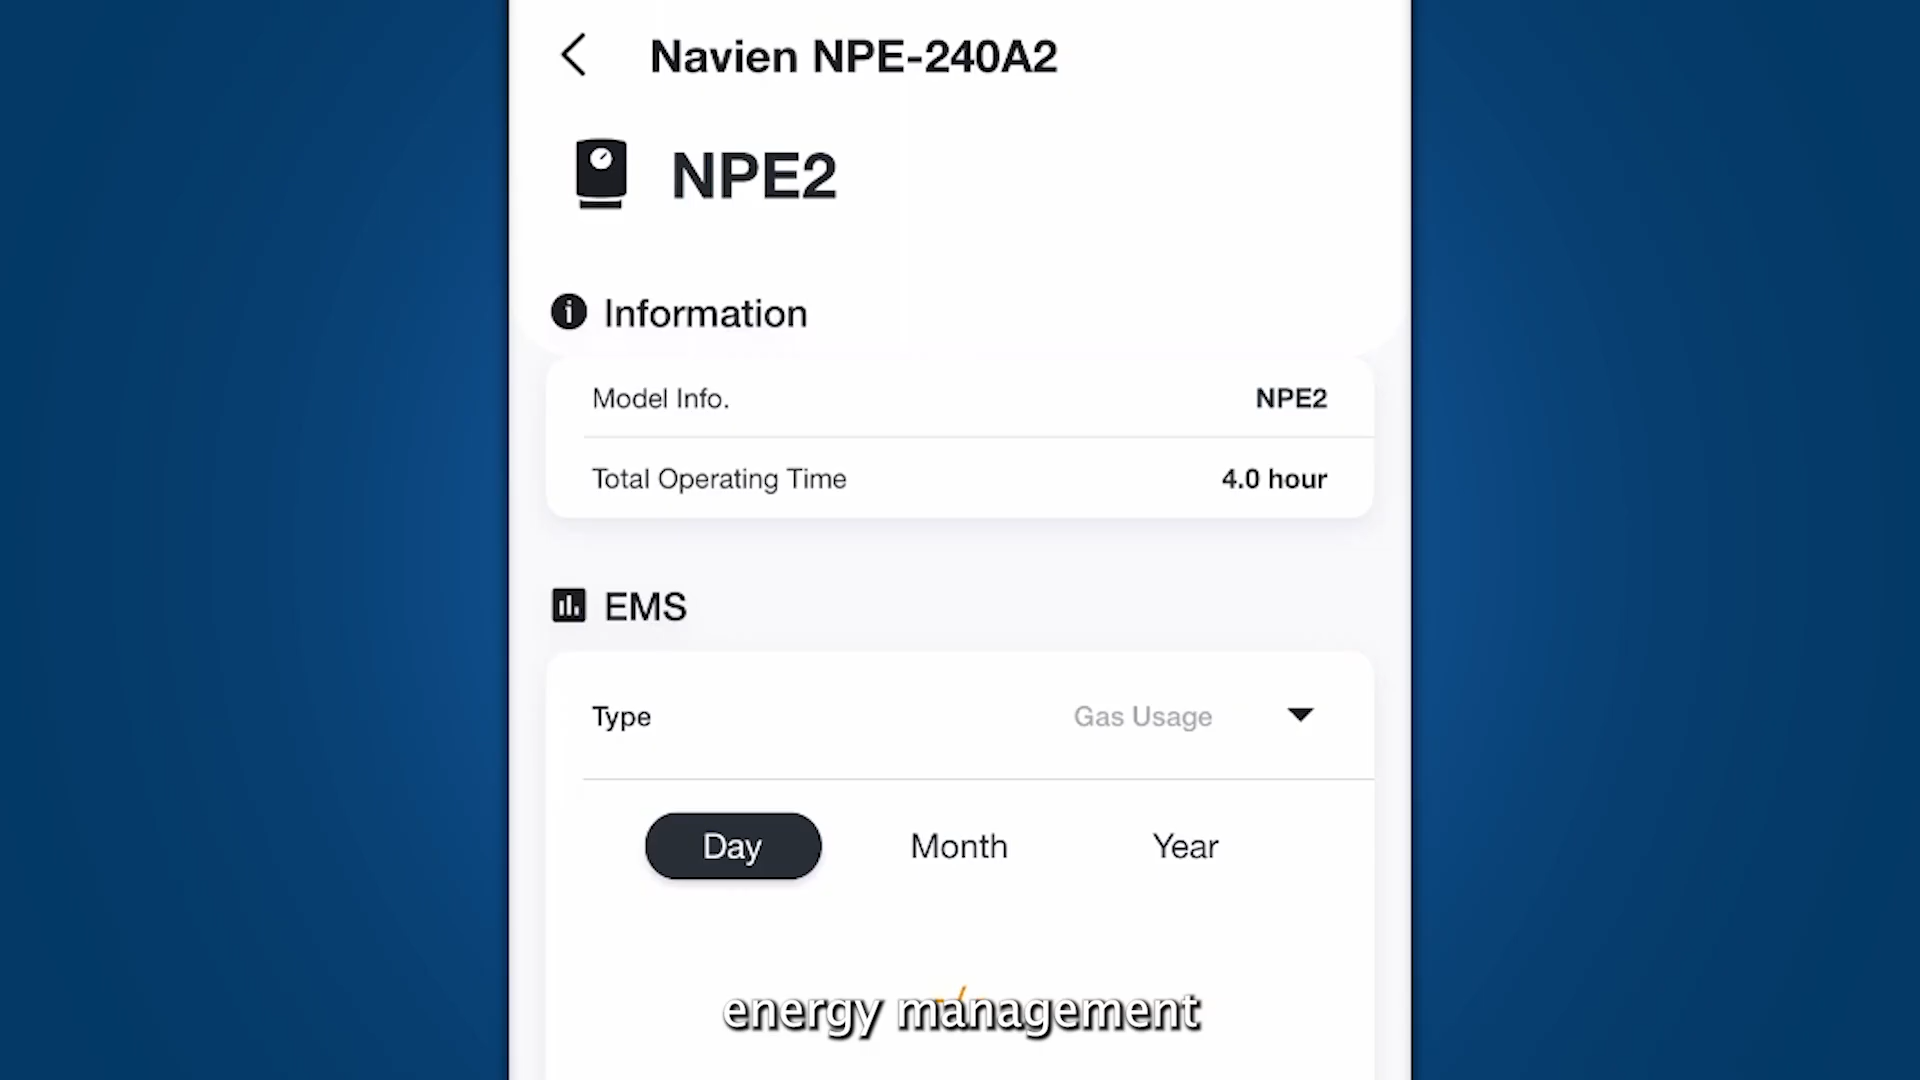 Navien NPE-240A2
NPE2
Information
Model Info. NPE2
Total Operating Time 4.0 hour
EMS
Type Gas Usage
Day Month Year
energy management